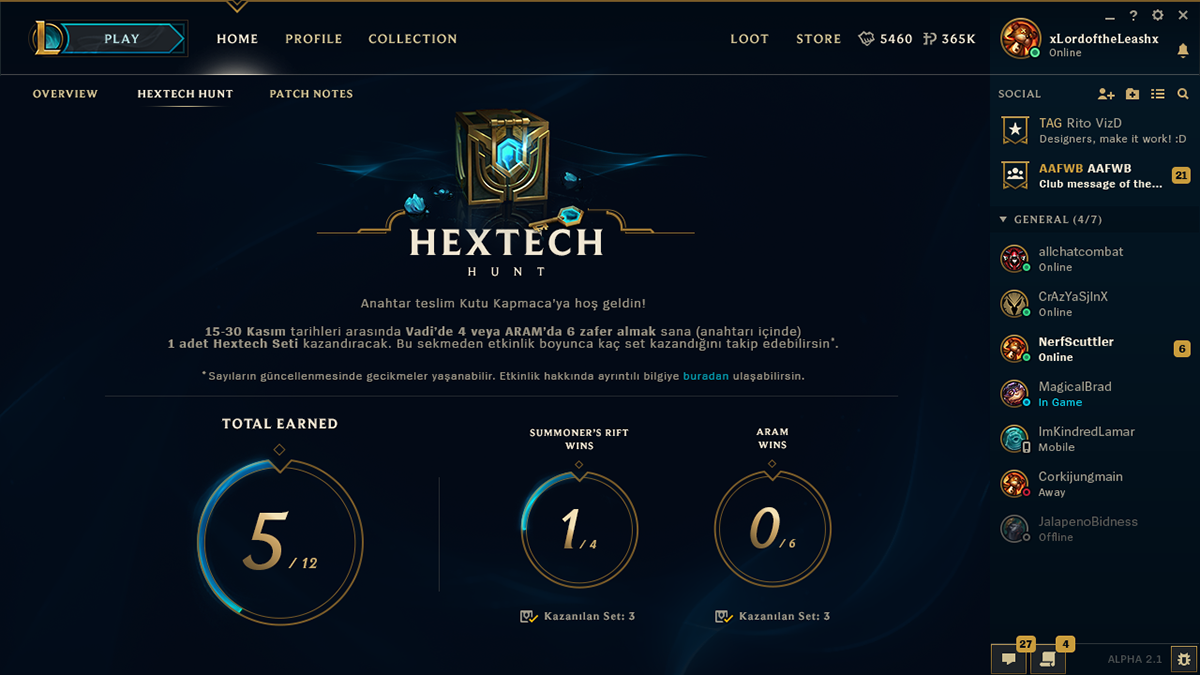 PLAY
HOME
PROFILE
COLLECTION
LOOT
STORE
5460
365K
?
xLordoftheLeashx
Online
OVERVIEW
HEXTECH HUNT
PATCH NOTES
HEXTECH
HUNT
Anahtar teslim Kutu Kapmaca'ya hoş geldin!
15-30 Kasım tarihleri arasında Vadi'de 4 veya ARAM'da 6 zafer almak sana (anahtarı içinde)
1 adet Hextech Seti kazandıracak. Bu sekmeden etkinlik boyunca kaç set kazandığını takip edebilirsin*.
*Sayıların güncellenmesinde gecikmeler yaşanabilir. Etkinlik hakkında ayrıntılı bilgiye buradan ulaşabilirsin.
TOTAL EARNED
5 / 12
SUMMONER'S RIFT
WINS
1 / 4
Kazanılan Set: 3
ARAM
WINS
0 / 6
Kazanılan Set: 3
SOCIAL
TAG Rito VizD
Designers, make it work! :D
AAFWB AAFWB
Club message of the...
21
GENERAL (4/7)
allchatcombat
Online
CrAzYaSjInX
Online
NerfScuttler
Online
6
MagicalBrad
In Game
ImKindredLamar
Mobile
Corkijungmain
Away
JalapenoBidness
Offline
27
4
ALPHA 2.1